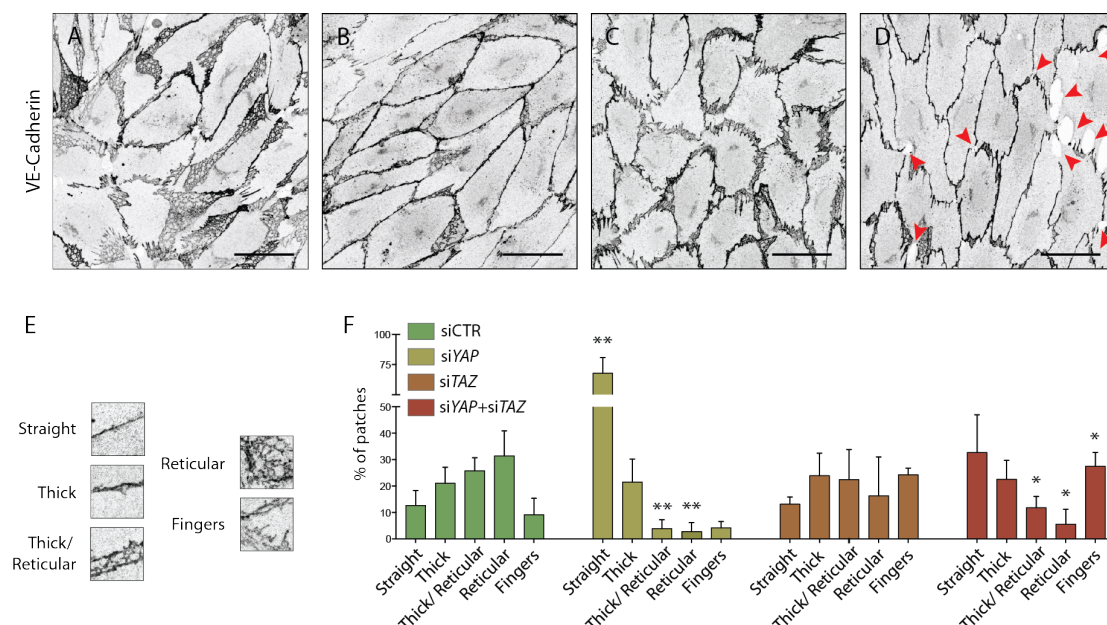 A
B
C
D
VE-Cadherin
E
Straight
Thick
Thick/
Reticular
Reticular
Fingers
F
siCTR
siYAP
siTAZ
siYAP+siTAZ
% of patches
100
75
50
30
20
10
0
**
**
**
*
*
*
Straight
Thick
Thick/ Reticular
Reticular
Fingers
Straight
Thick
Thick/ Reticular
Reticular
Fingers
Straight
Thick
Thick/ Reticular
Reticular
Fingers
Straight
Thick
Thick/ Reticular
Reticular
Fingers